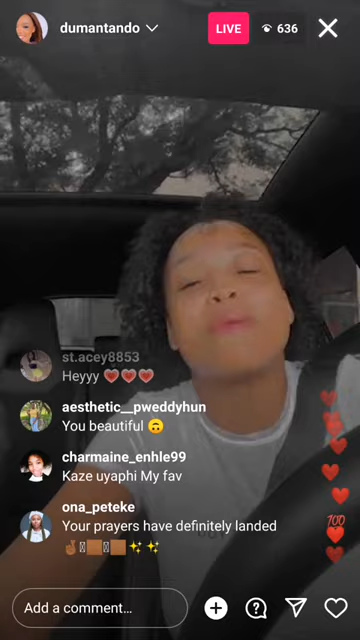 dumantando
LIVE
636
st.acey8853
Heyyy 💗💗💗
aesthetic__pweddyhun
You beautiful 🙃
charmaine_enhle99
Kaze uyaphi My fav
ona_peteke
Your prayers have definitely landed
✨✨
💯
Add a comment...